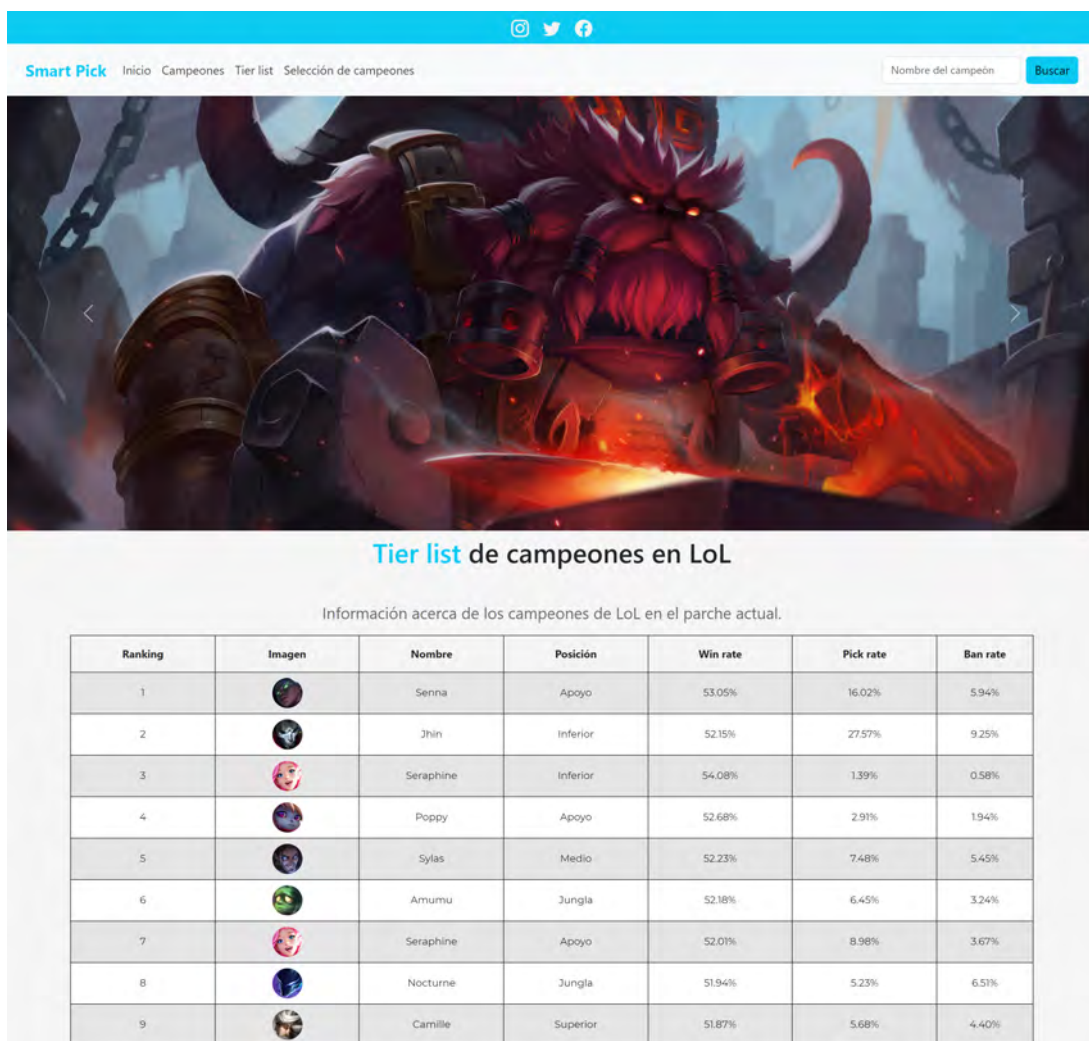 Smart Pick Inicio Campeones Tier list Selección de campeones Nombre del campeón Buscar
Tier list de campeones en LoL
Información acerca de los campeones de LoL en el parche actual.
Ranking Imagen Nombre Posición Win rate Pick rate Ban rate
1 Senna Apoyo 53.05% 16.02% 5.94%
2 Jhin Inferior 52.15% 27.57% 9.25%
3 Seraphine Inferior 54.08% 1.39% 0.58%
4 Poppy Apoyo 52.68% 2.91% 1.94%
5 Sylas Medio 52.23% 7.48% 5.45%
6 Amumu Jungla 52.18% 6.45% 3.24%
7 Seraphine Apoyo 52.01% 8.98% 3.67%
8 Nocturne Jungla 51.94% 5.23% 6.51%
9 Camille Superior 51.87% 5.68% 4.40%